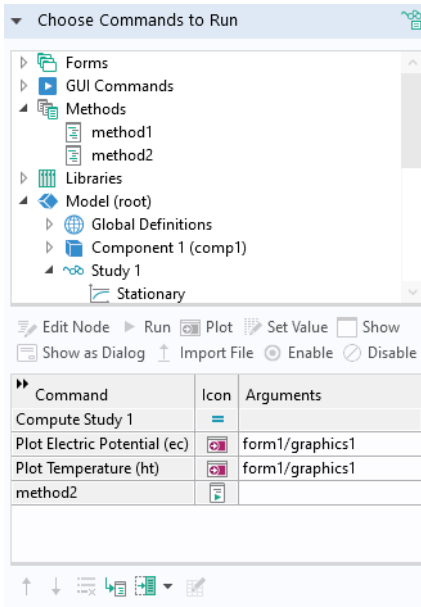 Choose Commands to Run
Forms
GUI Commands
Methods
method1
method2
Libraries
Model (root)
Global Definitions
Component 1 (comp1)
Study 1
Stationary
Edit Node Run Plot Set Value Show
Show as Dialog Import File Enable Disable
Command Icon Arguments
Compute Study 1 =
Plot Electric Potential (ec) form1/graphics1
Plot Temperature (ht) form1/graphics1
method2